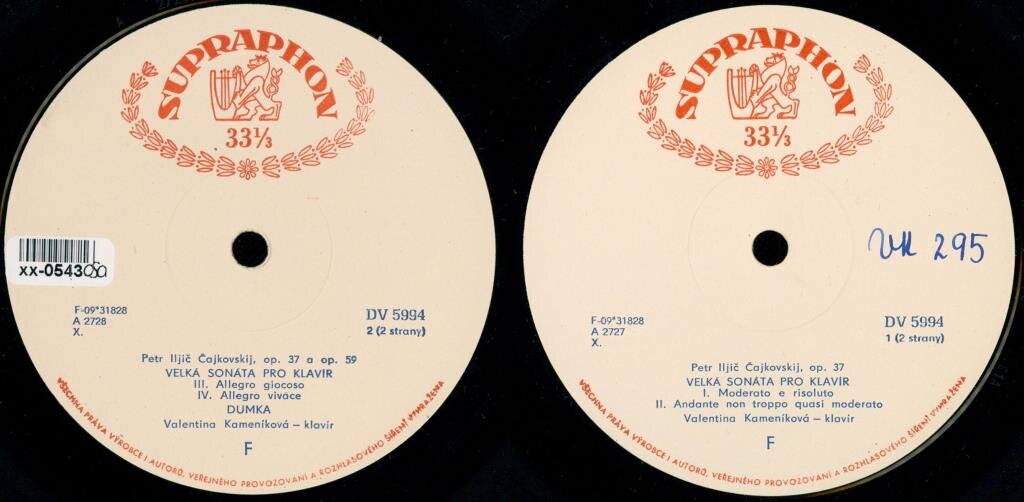 SUPRAPHON
33⅓
xx-0543
F-09*31828
A 2728
X.
DV 5994
2 (2 strany)
Petr Iljič Čajkovskij, op. 37 a op. 59
VELKÁ SONÁTA PRO KLAVÍR
III. Allegro giocoso
IV. Allegro vivace
DUMKA
Valentina Kameníková – klavír
F
VŠECHNA PRÁVA VÝROBCE I AUTORŮ, VEŘEJNÉHO PROVOZOVÁNÍ A ROZHLASOVÉHO ŠÍŘENÍ VYHRAŽENA
SUPRAPHON
33⅓
VK 295
F-09*31828
A 2727
X.
DV 5994
1 (2 strany)
Petr Iljič Čajkovskij, op. 37
VELKÁ SONÁTA PRO KLAVÍR
I. Moderato e risoluto
II. Andante non troppo quasi moderato
Valentina Kameníková – klavír
F
VŠECHNA PRÁVA VÝROBCE I AUTORŮ, VEŘEJNÉHO PROVOZOVÁNÍ A ROZHLASOVÉHO ŠÍŘENÍ VYHRAŽENA